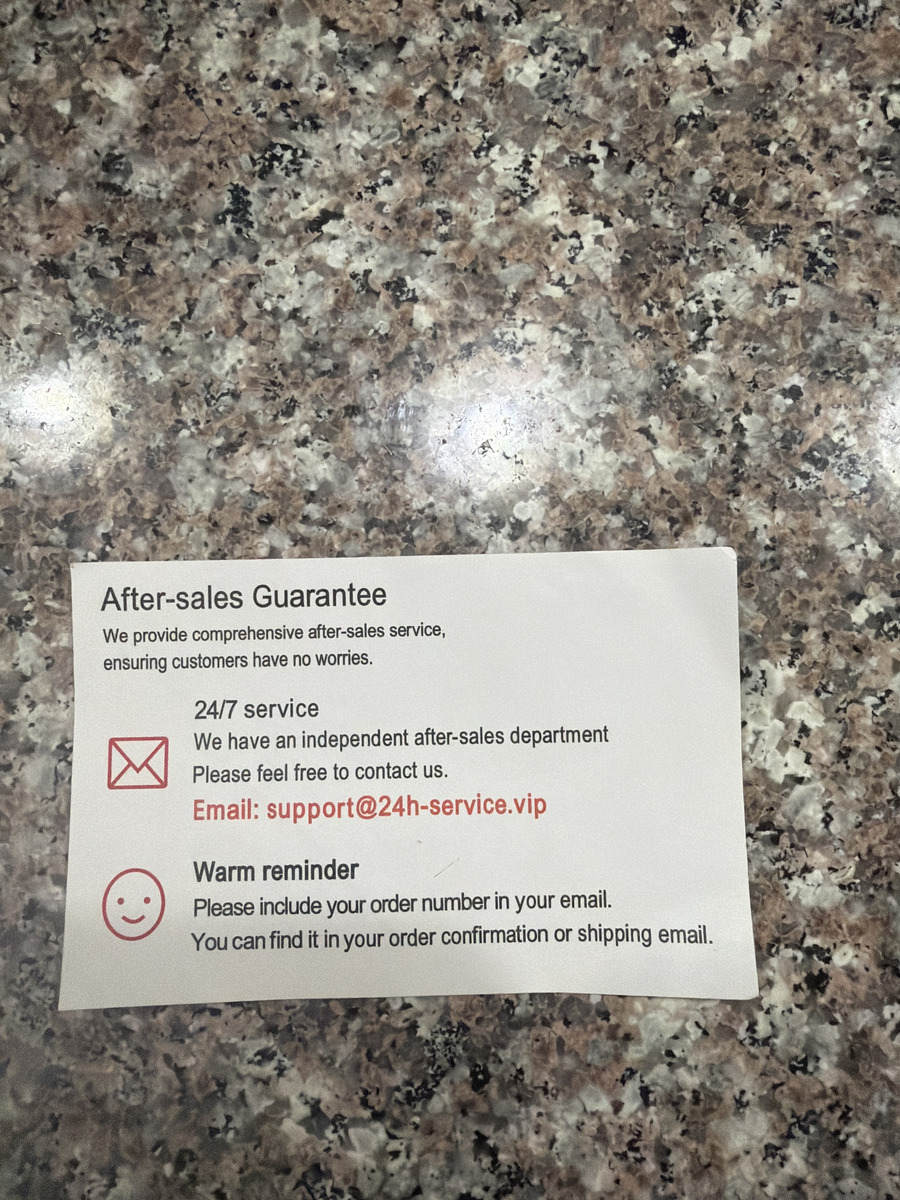 After-sales Guarantee
We provide comprehensive after-sales service,
ensuring customers have no worries.
24/7 service
We have an independent after-sales department
Please feel free to contact us.
Email: support@24h-service.vip
Warm reminder
Please include your order number in your email.
You can find it in your order confirmation or shipping email.